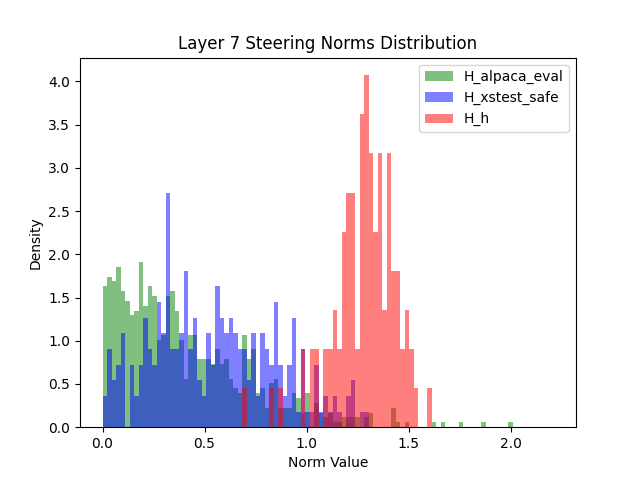 Layer 7 Steering Norms Distribution
H_alpaca_eval
H_xstest_safe
H_h
4.0
3.5
3.0
2.5
2.0
1.5
1.0
0.5
0.0
Density
0.0 0.5 1.0 1.5 2.0
Norm Value